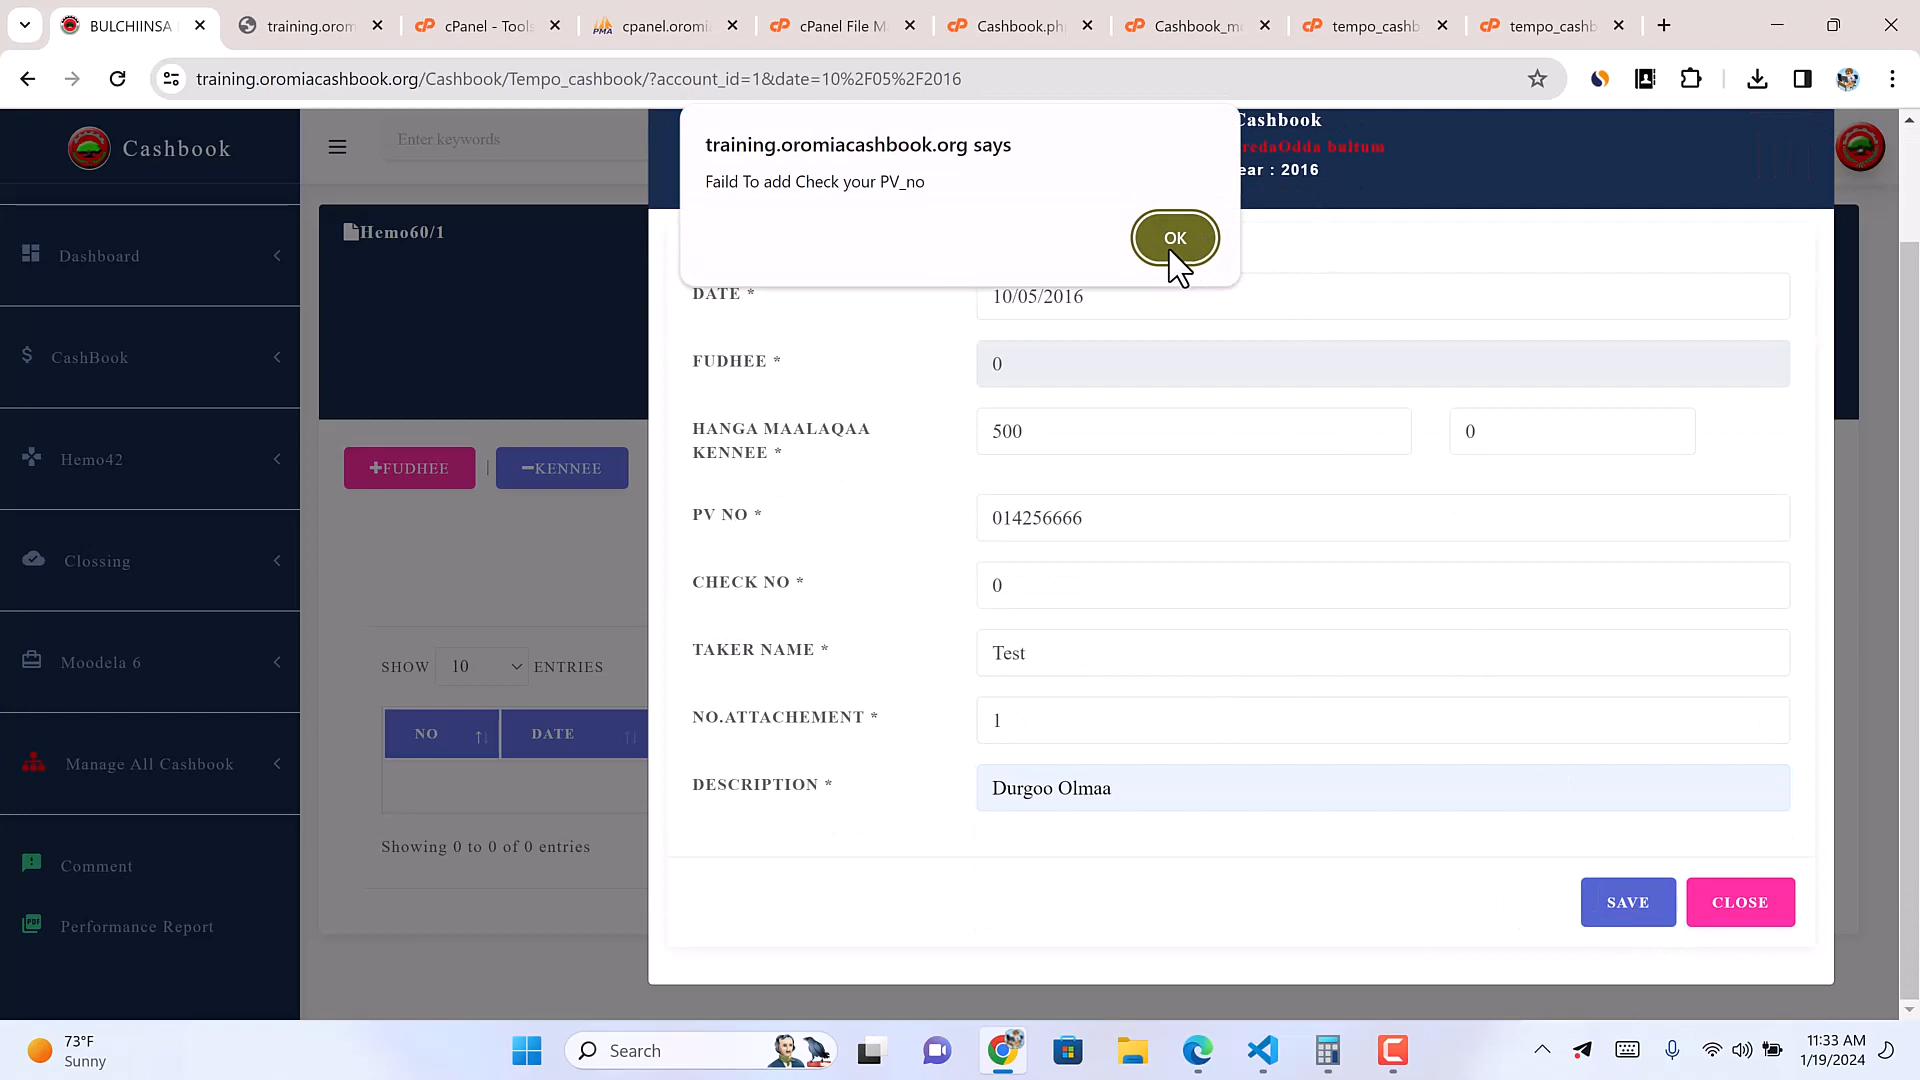 BULCHIINSA
training.orom
cPanel - Tools
cpanel.oromi
cPanel File M
Cashbook.ph
Cashbook_m
tempo_cashb
tempo_cashb
training.oromiacashbook.org/Cashbook/Tempo_cashbook/?account_id=1&date=10%2F05%2F2016
Cashbook
Enter keywords
Cashbook
redaOdda bultum
ear : 2016
training.oromiacashbook.org says
Faild To add Check your PV_no
OK
Dashboard
CashBook
Hemo42
Clossing
Moodela 6
Manage All Cashbook
Comment
Performance Report
Hemo60/1
+FUDHEE
|
−KENNEE
SHOW 10 ENTRIES
NO
DATE
Showing 0 to 0 of 0 entries
DATE *
10/05/2016
FUDHEE *
0
HANGA MAALAQAA
KENNEE *
500
0
PV NO *
014256666
CHECK NO *
0
TAKER NAME *
Test
NO.ATTACHEMENT *
1
DESCRIPTION *
Durgoo Olmaa
SAVE
CLOSE
73°F
Sunny
Search
11:33 AM
1/19/2024